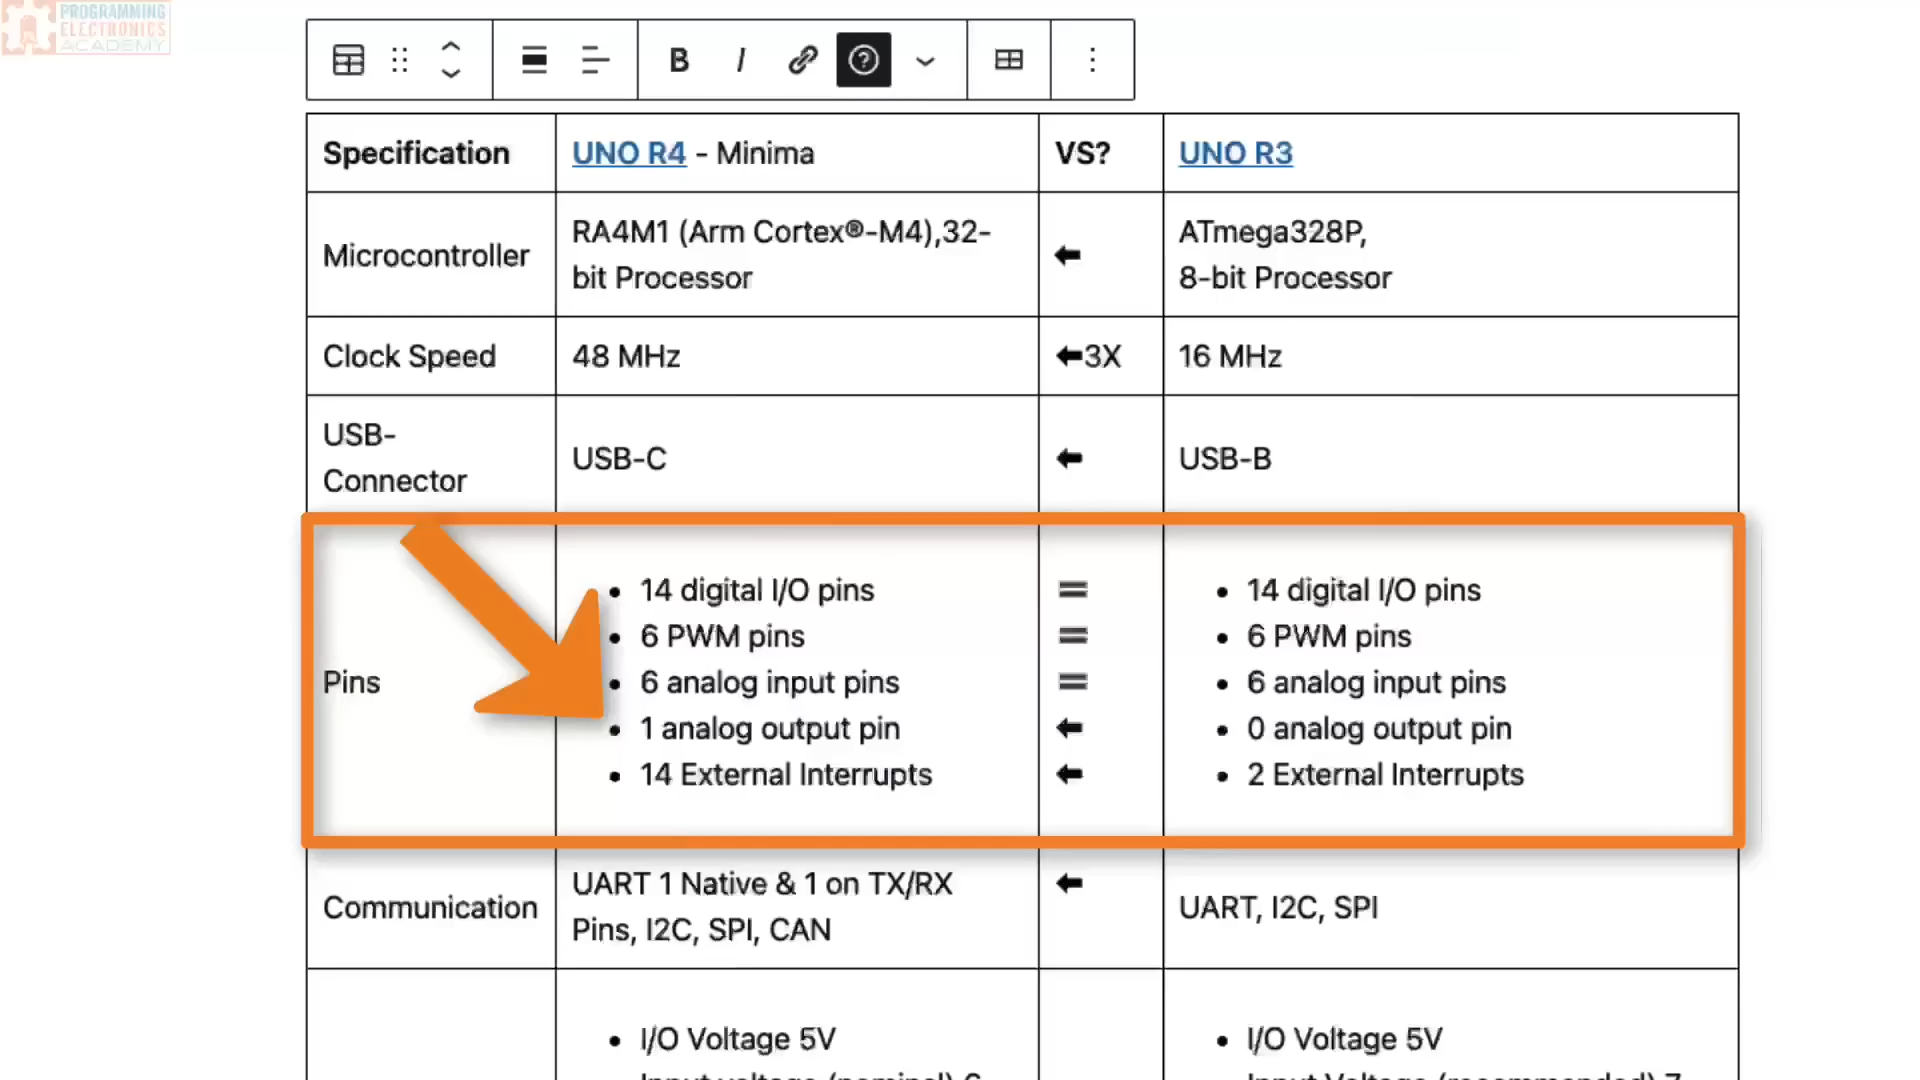 PROGRAMMING
ELECTRONICS
ACADEMY
B I
Specification UNO R4 - Minima VS? UNO R3
Microcontroller
RA4M1 (Arm Cortex®-M4),32-
bit Processor
ATmega328P,
8-bit Processor
Clock Speed 48 MHz 3X 16 MHz
USB-
Connector
USB-C
USB-B
Pins
14 digital I/O pins
6 PWM pins
6 analog input pins
1 analog output pin
14 External Interrupts
14 digital I/O pins
6 PWM pins
6 analog input pins
0 analog output pin
2 External Interrupts
Communication
UART 1 Native & 1 on TX/RX
Pins, I2C, SPI, CAN
UART, I2C, SPI
I/O Voltage 5V
I/O Voltage 5V
Input Voltage (recommended) 7